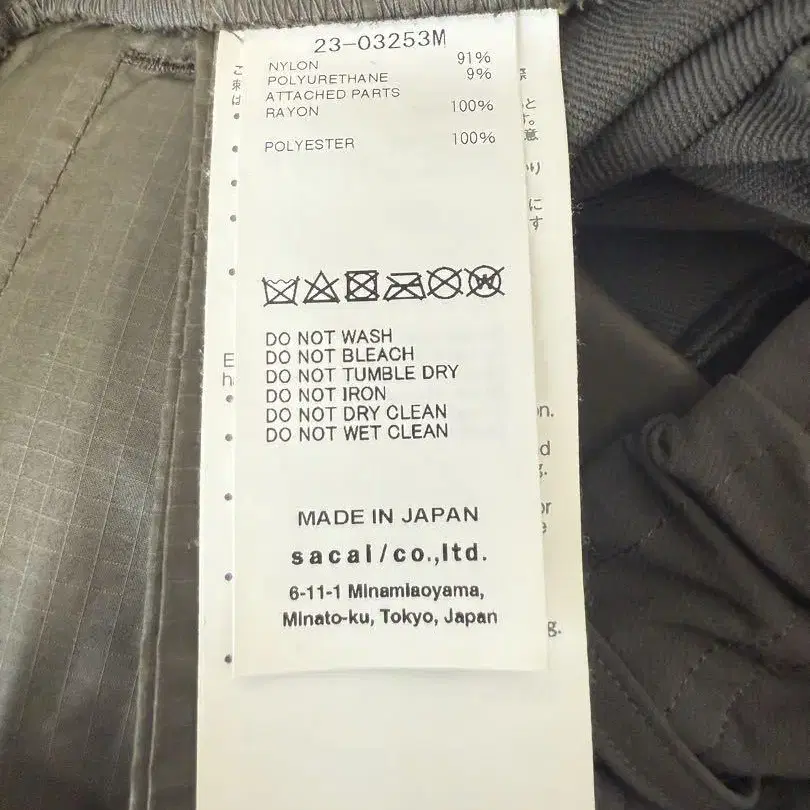 23-03253M
NYLON 91%
POLYURETHANE 9%
ATTACHED PARTS
RAYON 100%
POLYESTER 100%
DO NOT WASH
DO NOT BLEACH
DO NOT TUMBLE DRY
DO NOT IRON
DO NOT DRY CLEAN
DO NOT WET CLEAN
MADE IN JAPAN
sacai/co.,ltd.
6-11-1 Minamiaoyama,
Minato-ku, Tokyo, Japan